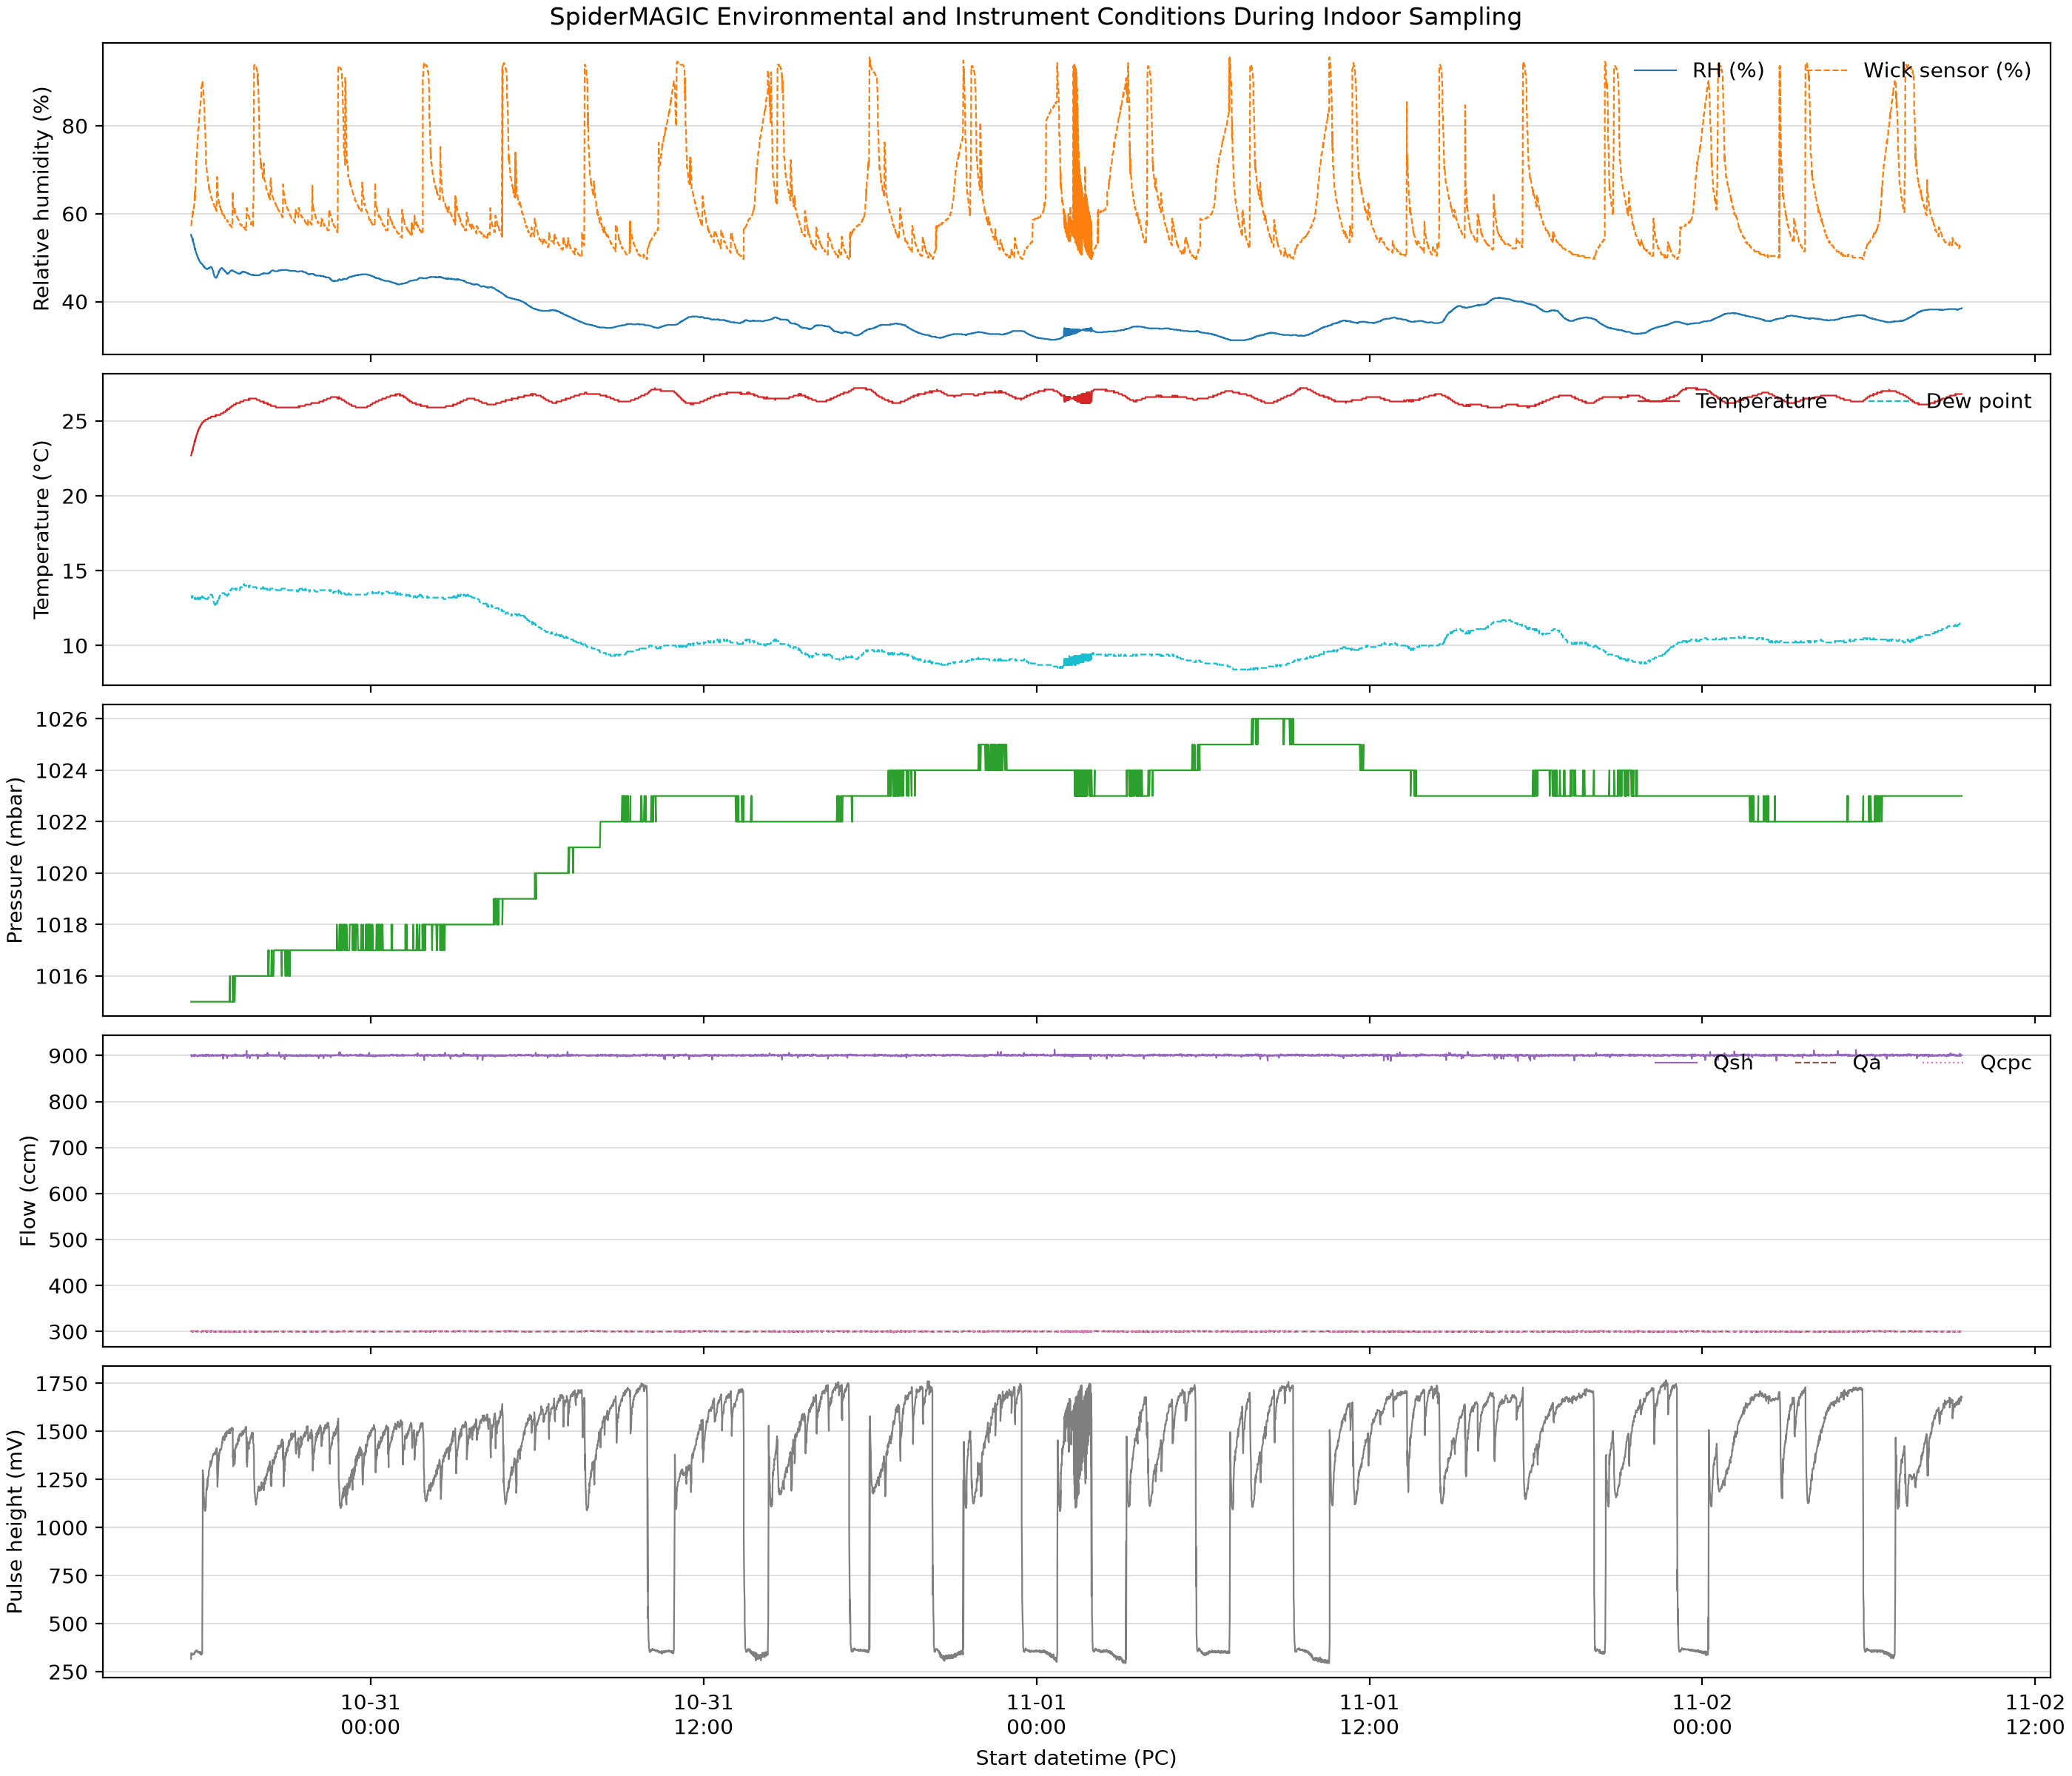 SpiderMAGIC Environmental and Instrument Conditions During Indoor Sampling
Relative humidity (%)
80
60
40
RH (%) Wick sensor (%)
Temperature (°C)
25
20
15
10
Temperature Dew point
Pressure (mbar)
1026
1024
1022
1020
1018
1016
Flow (ccm)
900
800
700
600
500
400
300
Qsh Qa Qcpc
Pulse height (mV)
1750
1500
1250
1000
750
500
250
10-31 10-31 11-01 11-01 11-02 11-02
00:00 12:00 00:00 12:00 00:00 12:00
Start datetime (PC)